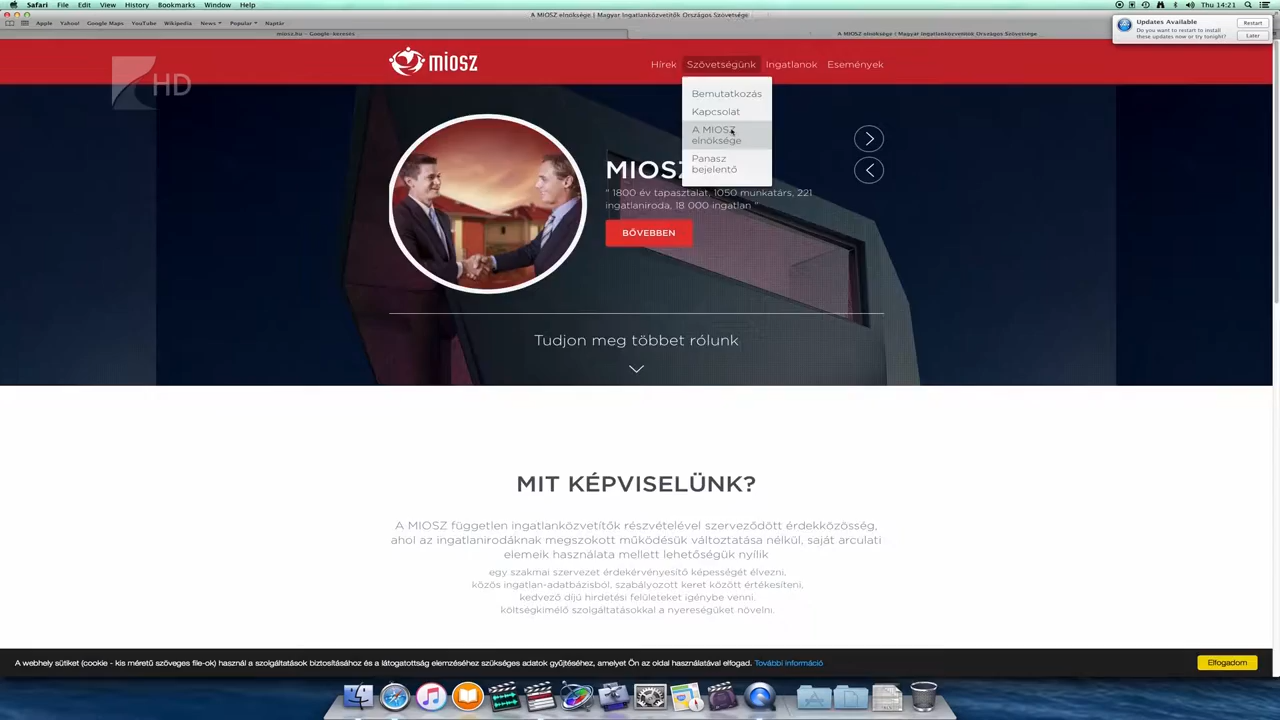 Safari File Edit View History Bookmarks Window Help
Thu 14:21
A MIOSZ elnöksége | Magyar Ingatlanközvetítők Országos Szövetsége
Apple Yahoo! Google Maps YouTube Wikipedia News Popular Naptár
miosz.hu - Google-keresés
A MIOSZ elnöksége | Magyar Ingatlanközvetítők Országos Szövetsége
Updates Available
Do you want to restart to install
these updates now or try tonight?
Restart
Later
HD
miosz
Hírek Szövetségünk Ingatlanok Események
Bemutatkozás
Kapcsolat
A MIOSZ
elnöksége
Panasz
bejelentő
MIOSZ
" 1800 év tapasztalat, 1050 munkatárs, 221
ingatlaniroda, 18 000 ingatlan "
BŐVEBBEN
Tudjon meg többet rólunk
MIT KÉPVISELÜNK?
A MIOSZ független ingatlanközvetítők részvételével szerveződött érdekközösség,
ahol az ingatlanirodáknak megszokott működésük változtatása nélkül, saját arculati
elemeik használata mellett lehetőségük nyílik
egy szakmai szervezet érdekérvényesítő képességét élvezni,
közös ingatlan-adatbázisból, szabályozott keret között értékesíteni,
kedvező díjú hirdetési felületeket igénybe venni.
költségkímélő szolgáltatásokkal a nyereségüket növelni.
A webhely sütiket (cookie - kis méretű szöveges file-ok) használ a szolgáltatások biztosításához és a látogatottság elemzéséhez szükséges adatok gyűjtéséhez, amelyet Ön az oldal használatával elfogad. További információ
Elfogadom